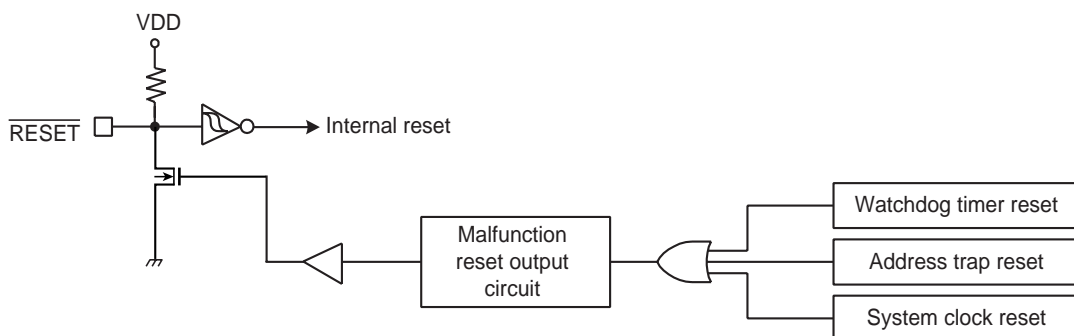 VDD
RESET
Internal reset
Malfunction
reset output
circuit
Watchdog timer reset
Address trap reset
System clock reset